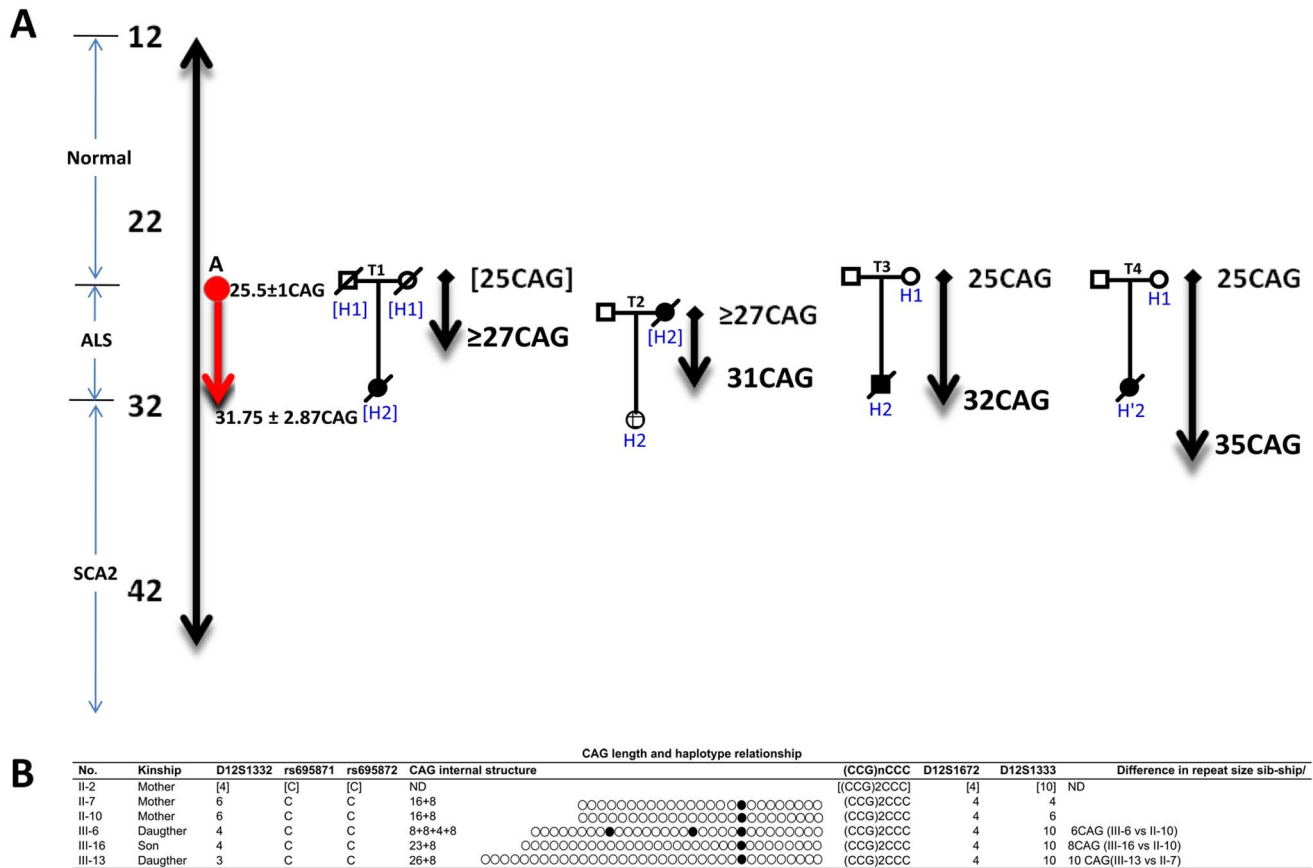 A
12
Normal
22
A
25.5±1CAG
ALS
32
31.75 ± 2.87CAG
SCA2
42
T1
[H1]
[H1]
[H2]
[25CAG]
≥27CAG
T2
[H2]
H2
≥27CAG
31CAG
T3
H1
H2
25CAG
32CAG
T4
H1
H'2
25CAG
35CAG
B
CAG length and haplotype relationship
No. Kinship D12S1332 rs695871 rs695872 CAG internal structure (CCG)nCCC D12S1672 D12S1333 Difference in repeat size sib-ship/
II-2 Mother [4] [C] [C] ND [(CCG)2CCC] [4] [10] ND
II-7 Mother 6 C C 16+8 (CCG)2CCC 4 4
II-10 Mother 6 C C 16+8 (CCG)2CCC 4 6
III-6 Daugther 4 C C 8+8+4+8 (CCG)2CCC 4 10 6CAG (III-6 vs II-10)
III-16 Son 4 C C 23+8 (CCG)2CCC 4 10 8CAG (III-16 vs II-10)
III-13 Daugther 3 C C 26+8 (CCG)2CCC 4 10 10 CAG(III-13 vs II-7)